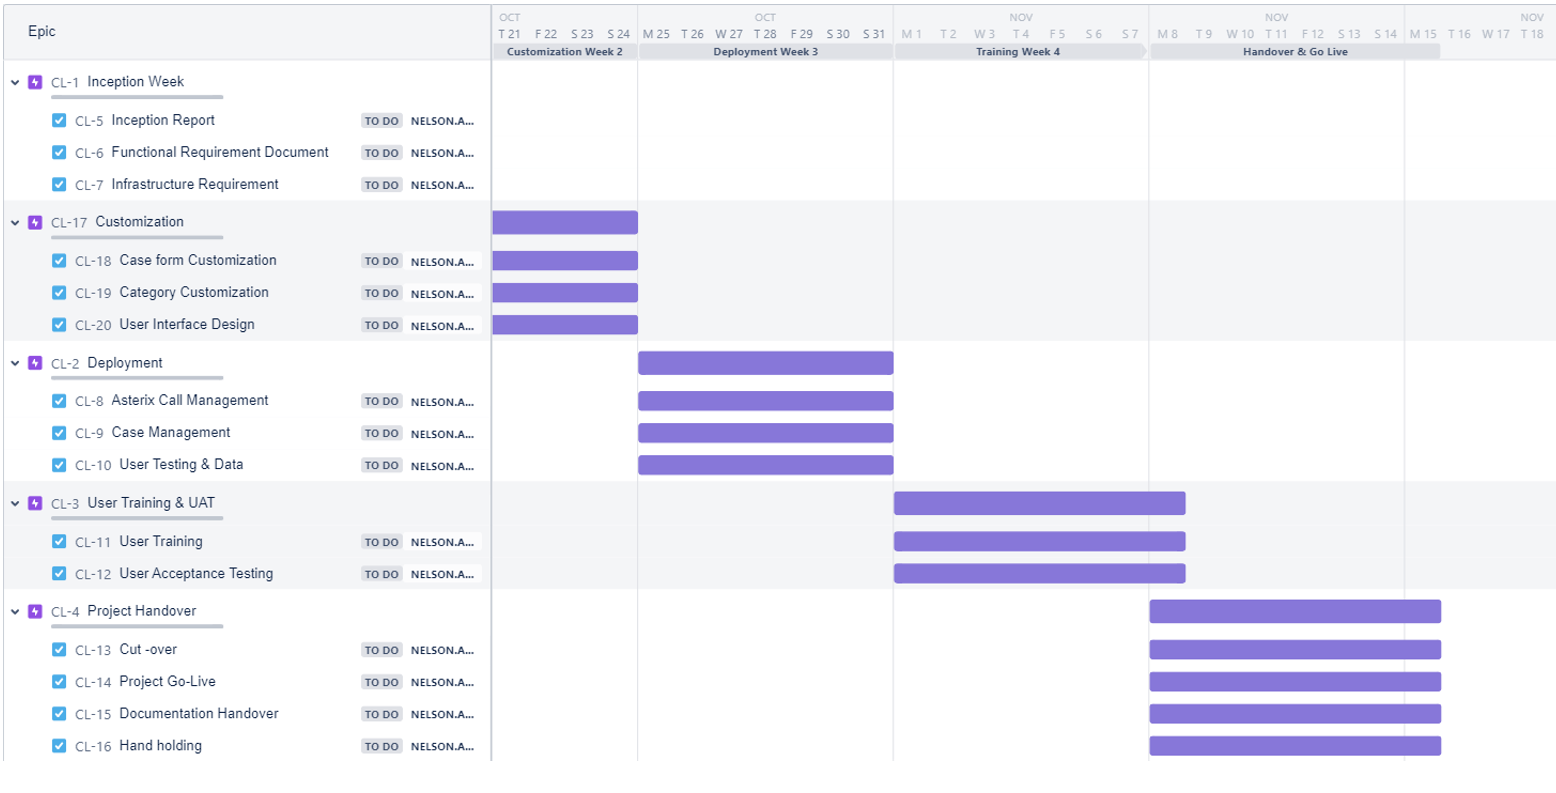 Epic
OCT OCT NOV NOV NOV
T 21 F 22 S 23 S 24 M 25 T 26 W 27 T 28 F 29 S 30 S 31 M 1 T 2 W 3 T 4 F 5 S 6 S 7 M 8 T 9 W 10 T 11 F 12 S 13 S 14 M 15 T 16 W 17 T 18
Customization Week 2 Deployment Week 3 Training Week 4 Handover & Go Live
CL-1 Inception Week
CL-5 Inception Report TO DO NELSON.A...
CL-6 Functional Requirement Document TO DO NELSON.A...
CL-7 Infrastructure Requirement TO DO NELSON.A...
CL-17 Customization
CL-18 Case form Customization TO DO NELSON.A...
CL-19 Category Customization TO DO NELSON.A...
CL-20 User Interface Design TO DO NELSON.A...
CL-2 Deployment
CL-8 Asterix Call Management TO DO NELSON.A...
CL-9 Case Management TO DO NELSON.A...
CL-10 User Testing & Data TO DO NELSON.A...
CL-3 User Training & UAT
CL-11 User Training TO DO NELSON.A...
CL-12 User Acceptance Testing TO DO NELSON.A...
CL-4 Project Handover
CL-13 Cut -over TO DO NELSON.A...
CL-14 Project Go-Live TO DO NELSON.A...
CL-15 Documentation Handover TO DO NELSON.A...
CL-16 Hand holding TO DO NELSON.A...